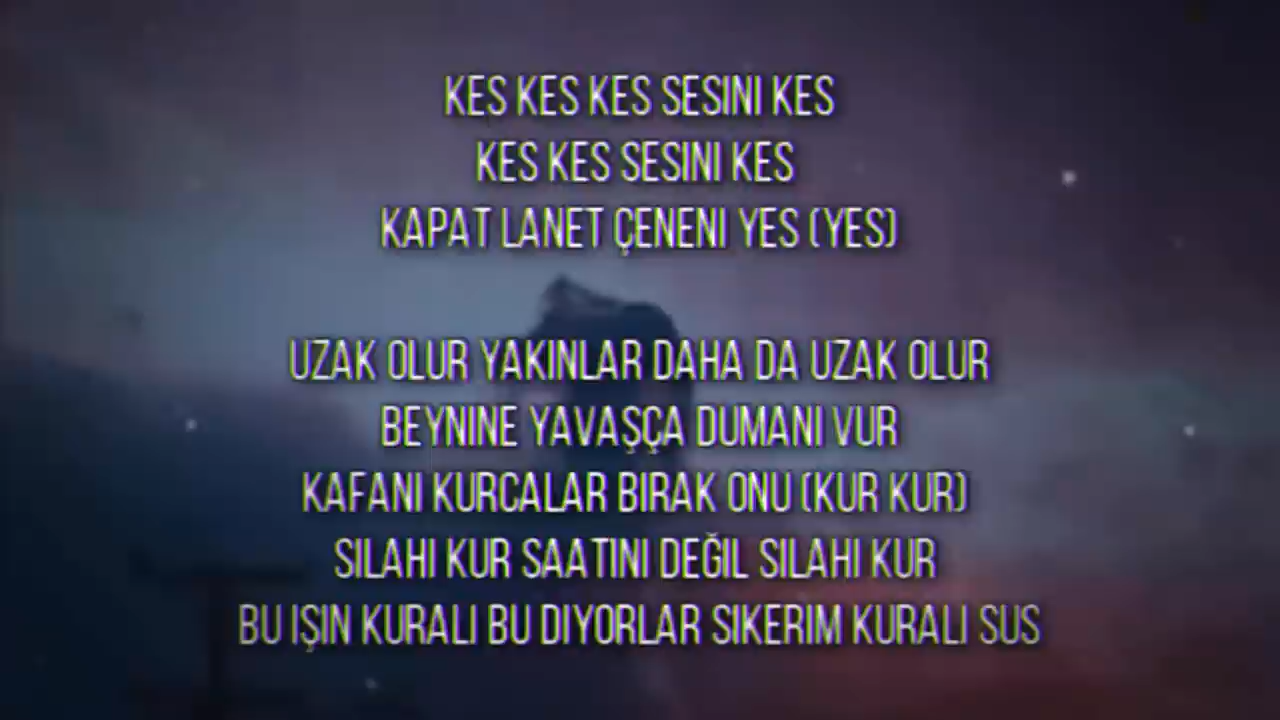 KES KES KES SESINI KES
KES KES SESINI KES
KAPAT LANET ÇENENI YES (YES)
UZAK OLUR YAKINLAR DAHA DA UZAK OLUR
BEYNINE YAVAŞÇA DUMANI VUR
KAFANI KURCALAR BIRAK ONU (KUR KUR)
SILAHI KUR SAATINI DEĞIL SILAHI KUR
BU IŞIN KURALI BU DIYORLAR SIKERIM KURALI SUS